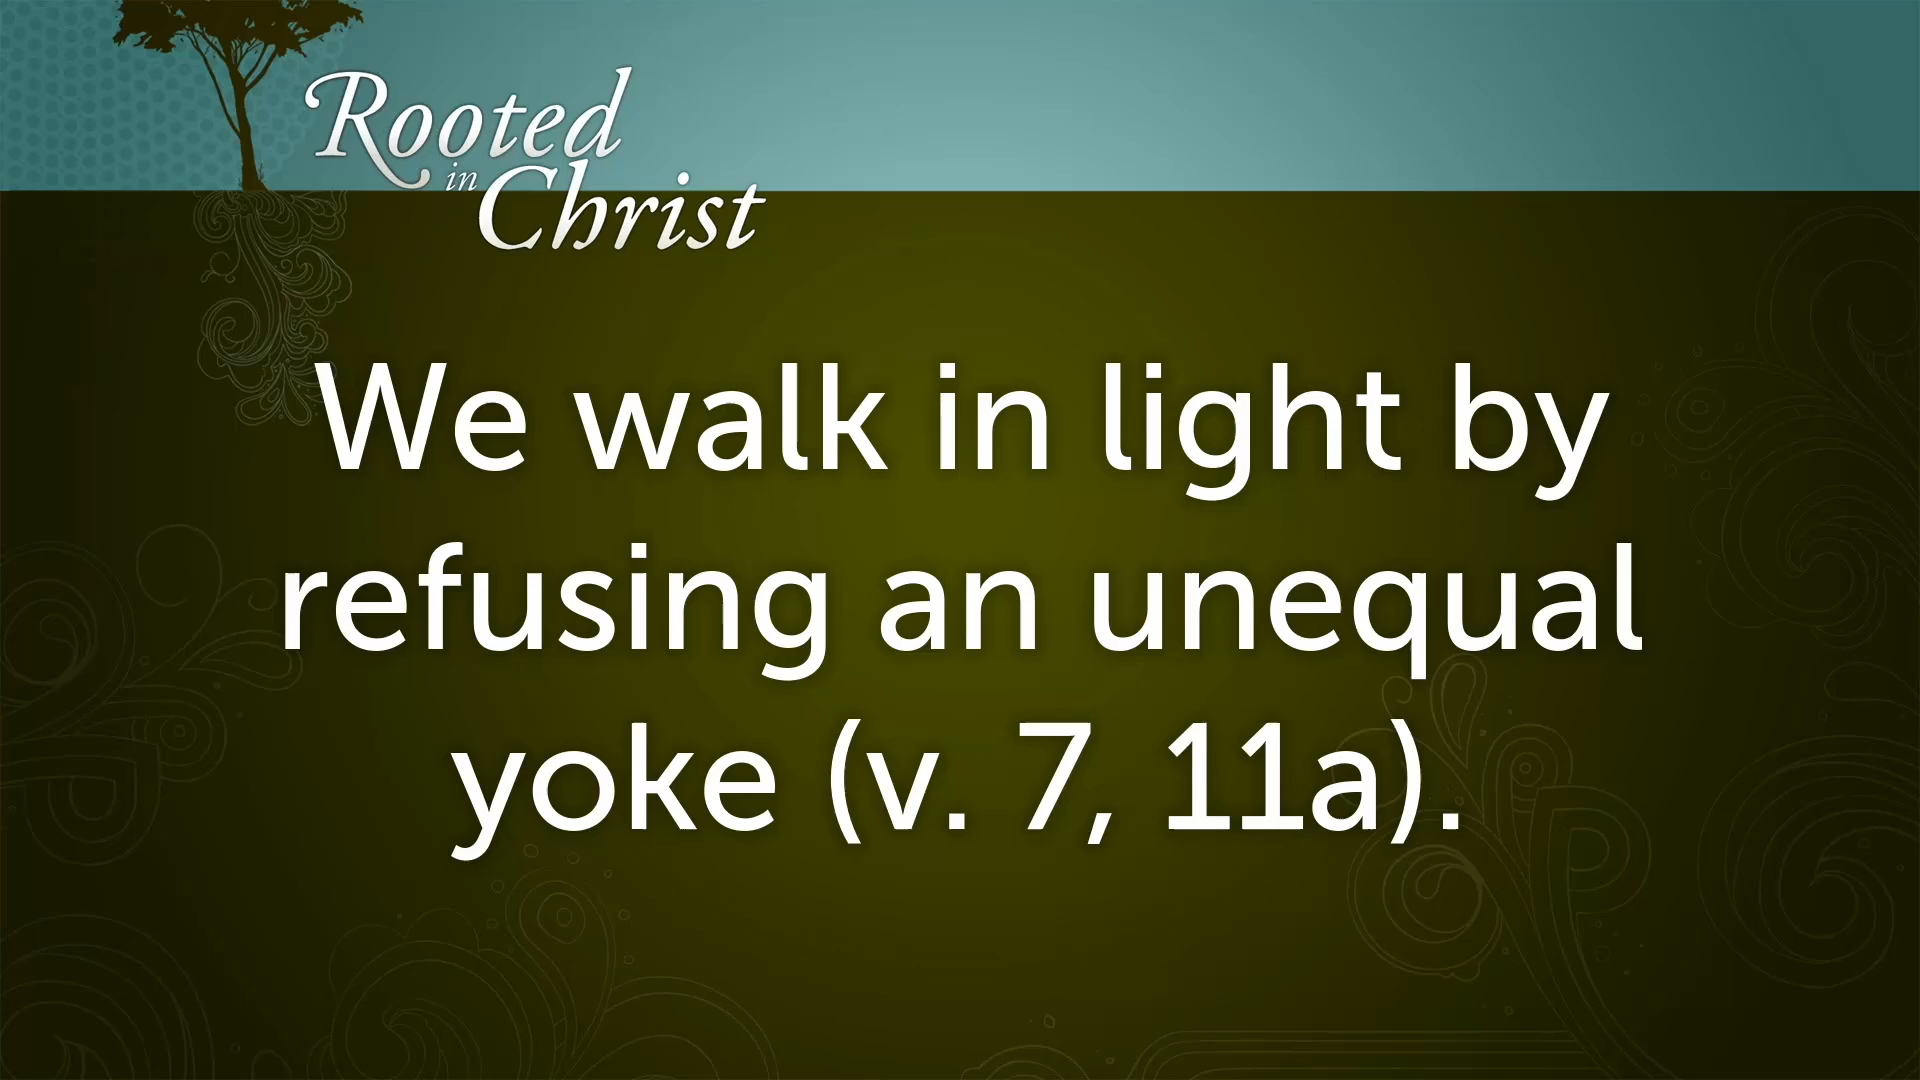 Rooted
in
Christ
We walk in light by
refusing an unequal
yoke (v. 7, 11a).